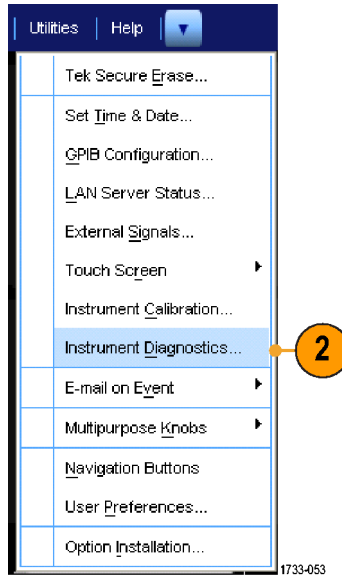 Utilities Help
Tek Secure Erase...
Set Time & Date...
GPIB Configuration...
LAN Server Status...
External Signals...
Touch Screen
Instrument Calibration...
Instrument Diagnostics...
2
E-mail on Event
Multipurpose Knobs
Navigation Buttons
User Preferences...
Option Installation...
1733-053